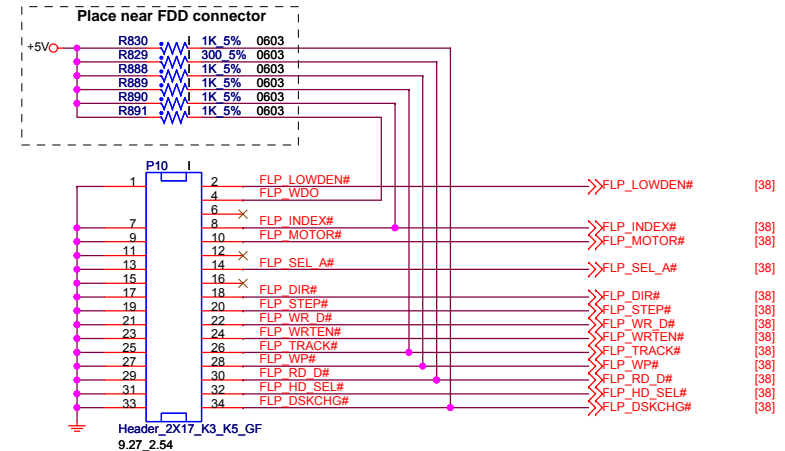 Place near FDD connector
+5V
R830 1K_5% 0603
R829 300_5% 0603
R888 1K_5% 0603
R889 1K_5% 0603
R890 1K_5% 0603
R891 1K_5% 0603
P10
1 2 FLP_LOWDEN# FLP_LOWDEN# [38]
4 FLP_WDO
6
7 8 FLP_INDEX# FLP_INDEX# [38]
9 10 FLP_MOTOR# FLP_MOTOR# [38]
11 12
13 14 FLP_SEL_A# FLP_SEL_A# [38]
15 16
17 18 FLP_DIR# FLP_DIR# [38]
19 20 FLP_STEP# FLP_STEP# [38]
21 22 FLP_WR_D# FLP_WR_D# [38]
23 24 FLP_WRTEN# FLP_WRTEN# [38]
25 26 FLP_TRACK# FLP_TRACK# [38]
27 28 FLP_WP# FLP_WP# [38]
29 30 FLP_RD_D# FLP_RD_D# [38]
31 32 FLP_HD_SEL# FLP_HD_SEL# [38]
33 34 FLP_DSKCHG# FLP_DSKCHG# [38]
Header_2X17_K3_K5_GF
9.27_2.54